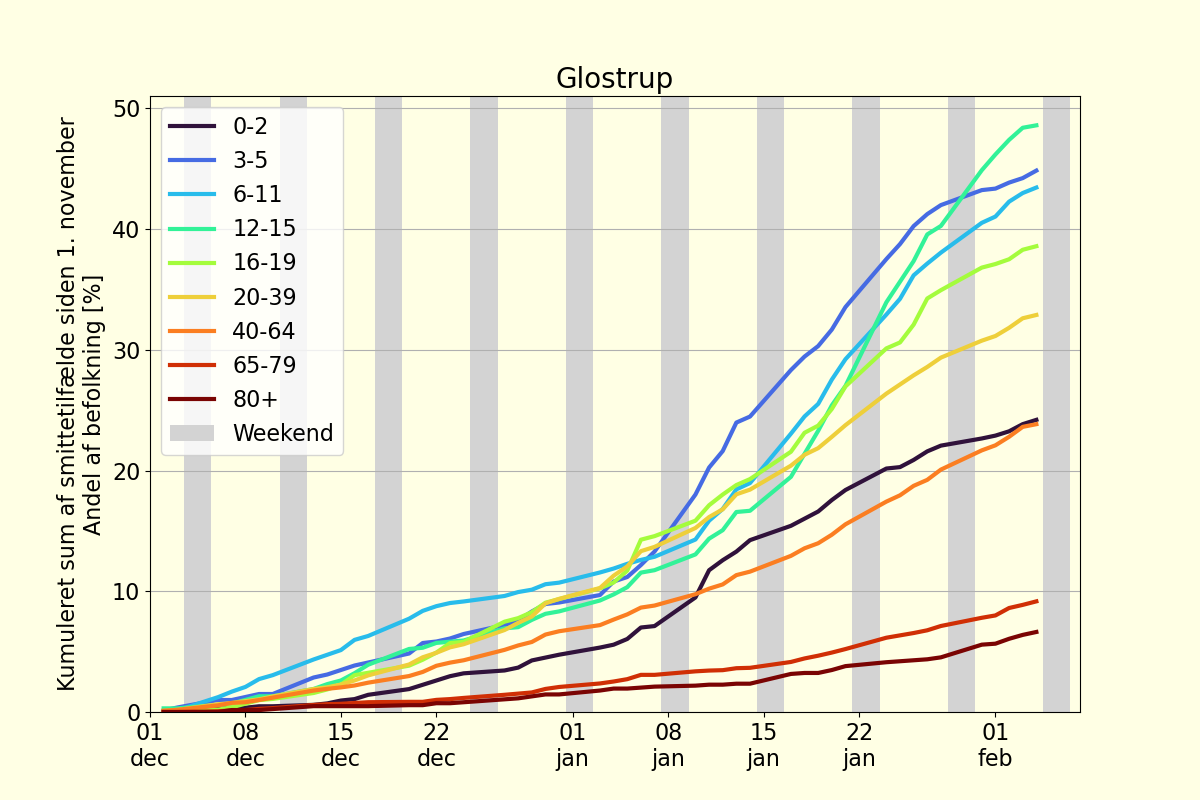 Glostrup
Kumuleret sum af smittetilfælde siden 1. november
Andel af befolkning [%]
50
40
30
20
10
0
0-2
3-5
6-11
12-15
16-19
20-39
40-64
65-79
80+
Weekend
01 08 15 22 01 08 15 22 01
dec dec dec dec jan jan jan jan feb